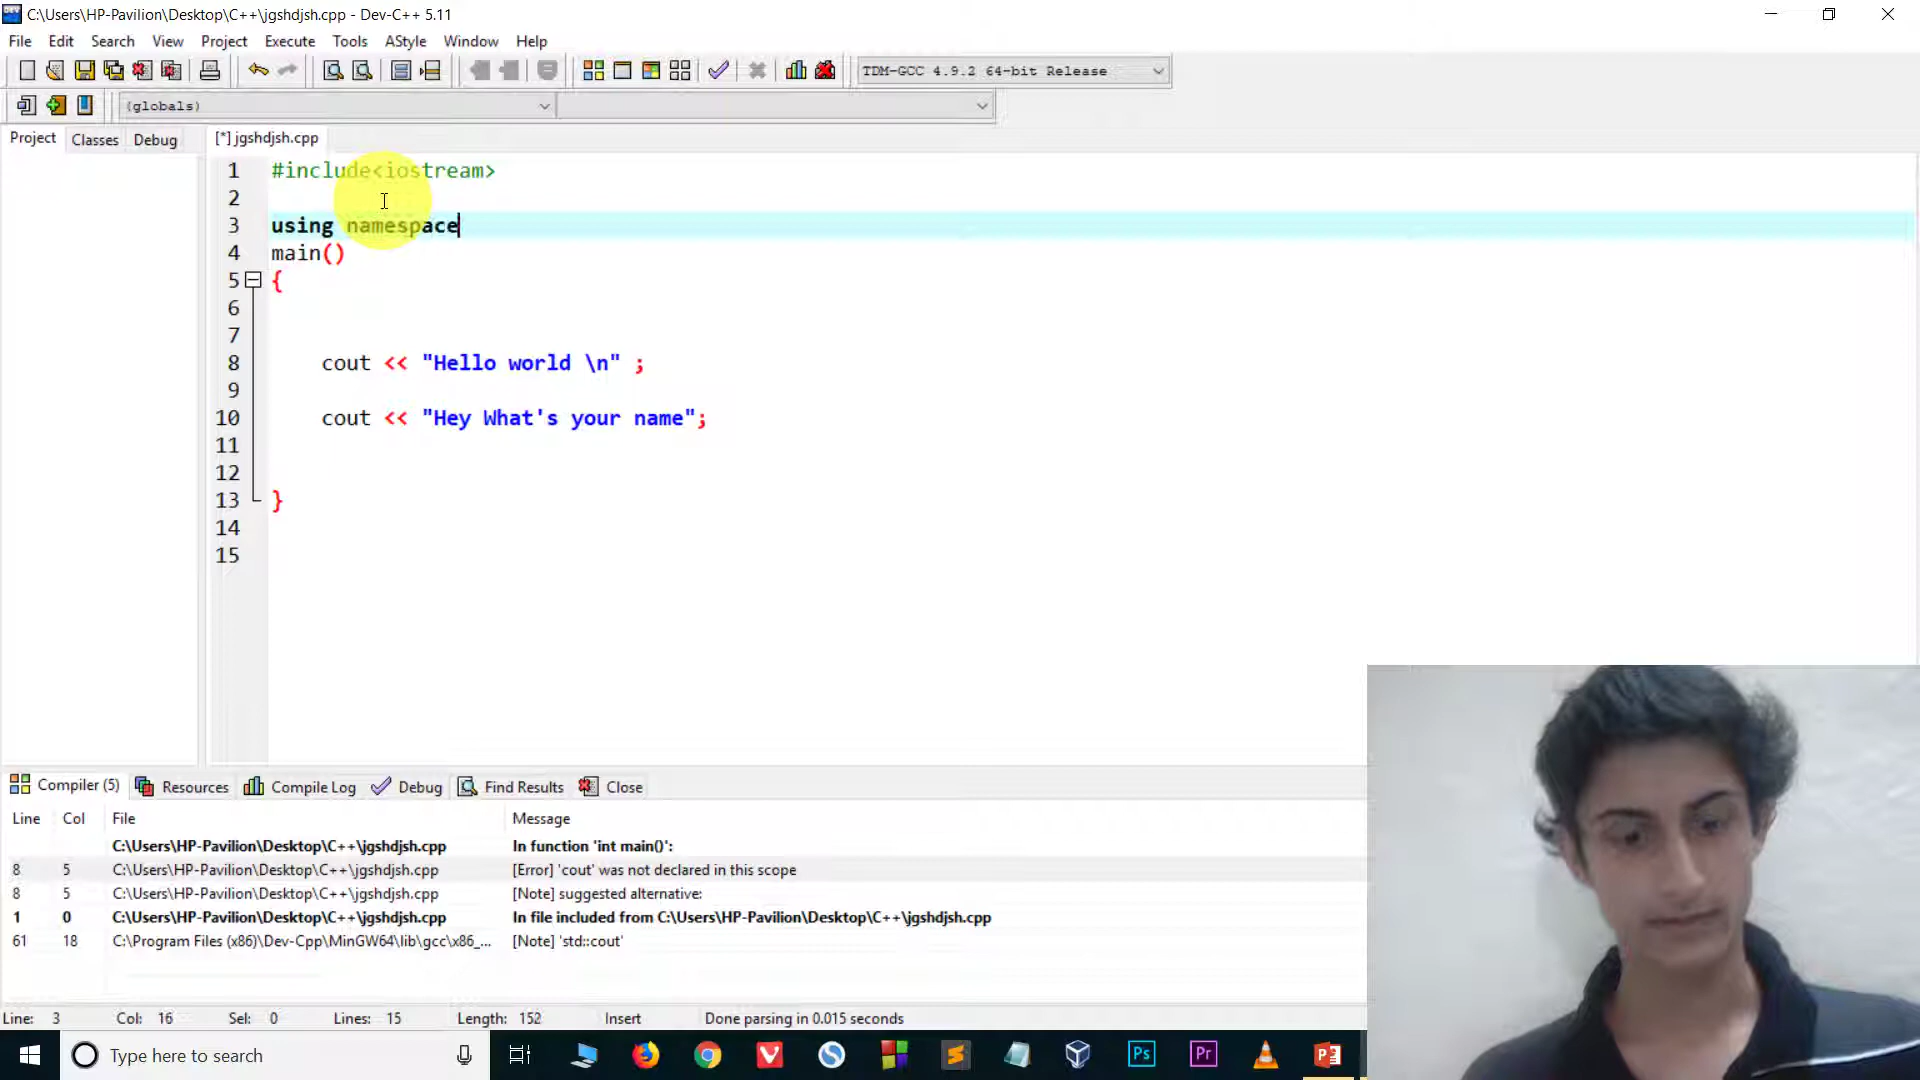 C:\Users\HP-Pavilion\Desktop\C++\jgshdjsh.cpp - Dev-C++ 5.11
File Edit Search View Project Execute Tools AStyle Window Help
TDM-GCC 4.9.2 64-bit Release
(globals)
Project Classes Debug [*] jgshdjsh.cpp
1 #include<iostream>
2
3 using namespace
4 main()
5 {
6
7
8 cout << "Hello world \n" ;
9
10 cout << "Hey What's your name";
11
12
13 }
14
15
Compiler (5) Resources Compile Log Debug Find Results Close
Line Col File Message
C:\Users\HP-Pavilion\Desktop\C++\jgshdjsh.cpp In function 'int main()':
8 5 C:\Users\HP-Pavilion\Desktop\C++\jgshdjsh.cpp [Error] 'cout' was not declared in this scope
8 5 C:\Users\HP-Pavilion\Desktop\C++\jgshdjsh.cpp [Note] suggested alternative:
1 0 C:\Users\HP-Pavilion\Desktop\C++\jgshdjsh.cpp In file included from C:\Users\HP-Pavilion\Desktop\C++\jgshdjsh.cpp
61 18 C:\Program Files (x86)\Dev-Cpp\MinGW64\lib\gcc\x86_... [Note] 'std::cout'
Line: 3 Col: 16 Sel: 0 Lines: 15 Length: 152 Insert Done parsing in 0.015 seconds
Type here to search
Ps
Pr